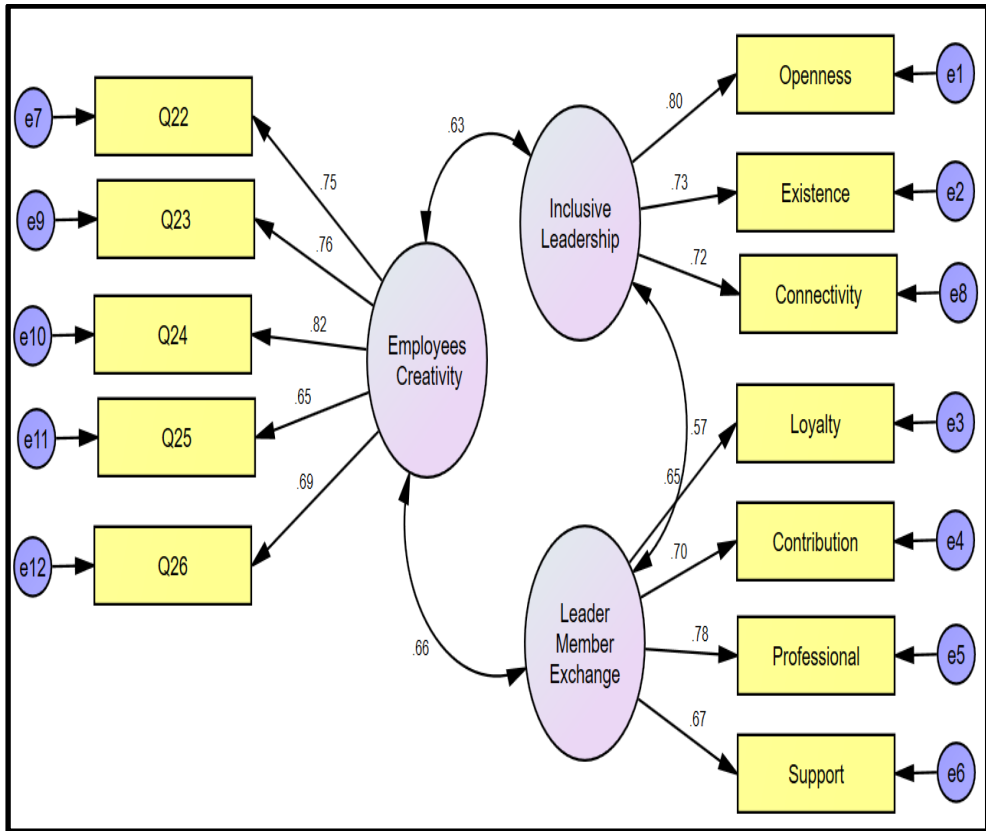 e7
Q22
e9
Q23
e10
Q24
e11
Q25
e12
Q26
.75
.76
.82
.65
.69
Employees
Creativity
.63
.66
.57
Inclusive
Leadership
.80
.73
.72
Openness
e1
Existence
e2
Connectivity
e8
Leader
Member
Exchange
.65
.70
.78
.67
Loyalty
e3
Contribution
e4
Professional
e5
Support
e6